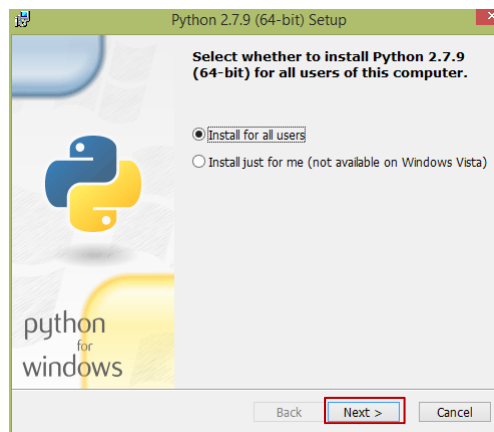 Python 2.7.9 (64-bit) Setup
Select whether to install Python 2.7.9
(64-bit) for all users of this computer.
Install for all users
Install just for me (not available on Windows Vista)
python
for
windows
Back
Next >
Cancel